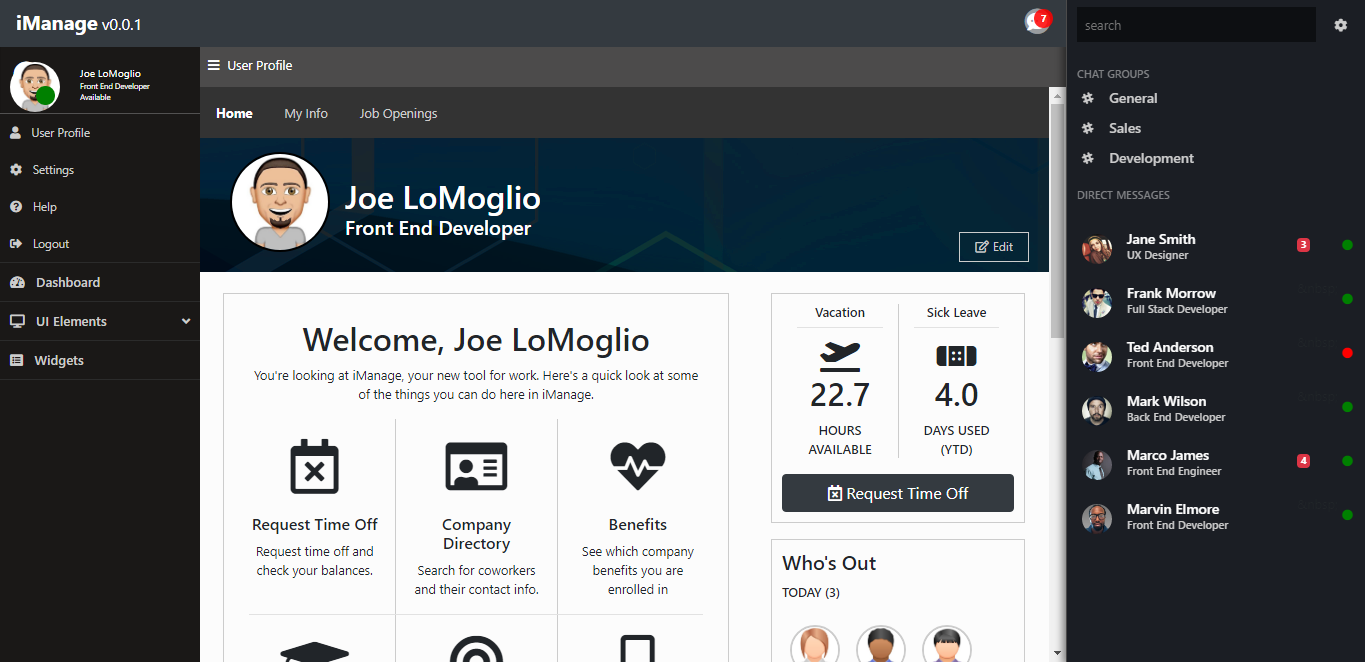 iManage v0.0.1
7
search
Joe LoMoglio
Front End Developer
Available
User Profile
Settings
Help
Logout
Dashboard
UI Elements
Widgets
User Profile
Home
My Info
Job Openings
Joe LoMoglio
Front End Developer
Edit
Welcome, Joe LoMoglio
You're looking at iManage, your new tool for work. Here's a quick look at some
of the things you can do here in iManage.
Request Time Off
Request time off and
check your balances.
Company
Directory
Search for coworkers
and their contact info.
Benefits
See which company
benefits you are
enrolled in
Vacation
22.7
HOURS
AVAILABLE
Sick Leave
4.0
DAYS USED
(YTD)
Request Time Off
Who's Out
TODAY (3)
CHAT GROUPS
General
Sales
Development
DIRECT MESSAGES
Jane Smith
UX Designer
3
Frank Morrow
Full Stack Developer
Ted Anderson
Front End Developer
Mark Wilson
Back End Developer
Marco James
Front End Engineer
4
Marvin Elmore
Front End Developer